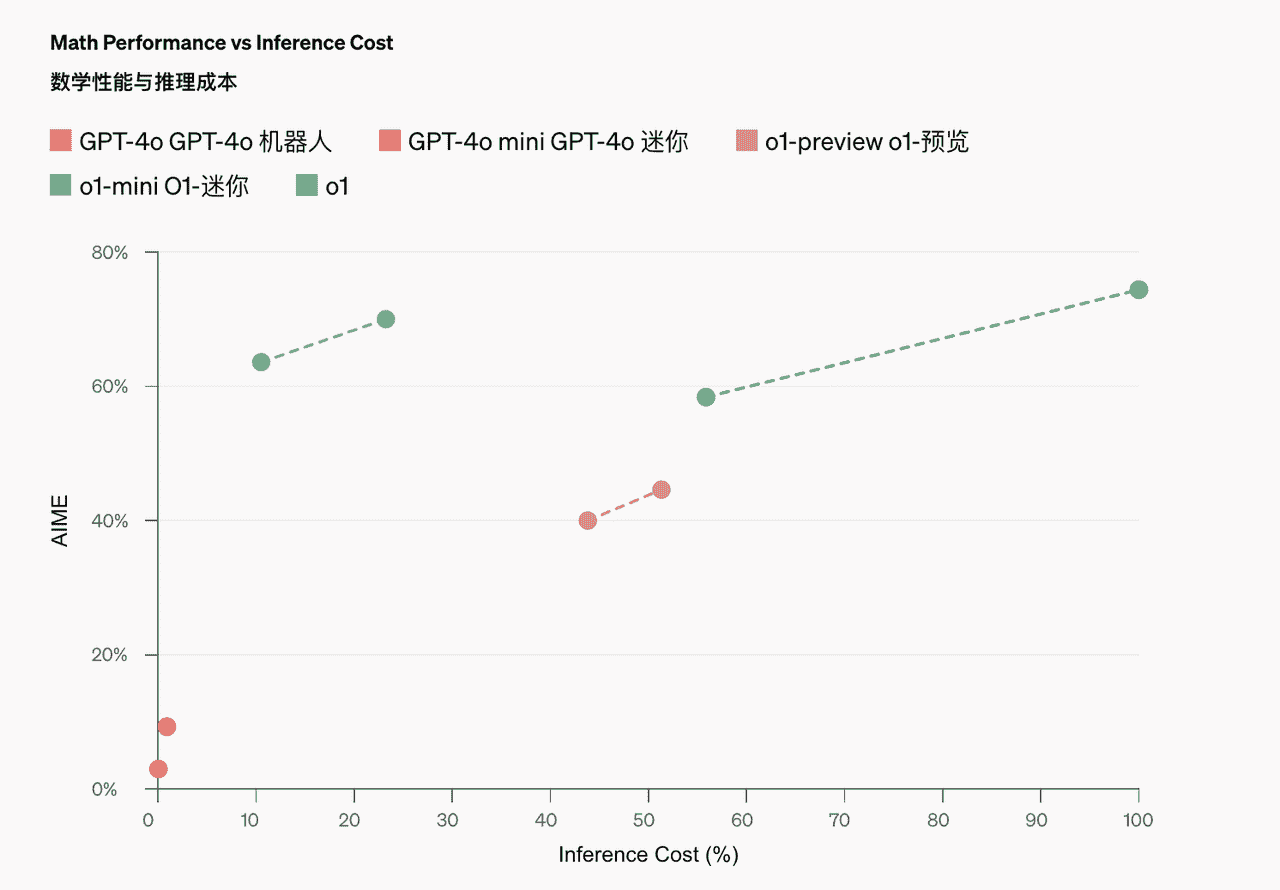 Math Performance vs Inference Cost
数学性能与推理成本
GPT-4o GPT-4o 机器人 GPT-4o mini GPT-4o 迷你 o1-preview o1-预览
o1-mini O1-迷你 o1
80%
60%
40%
20%
0%
AIME
0 10 20 30 40 50 60 70 80 90 100
Inference Cost (%)